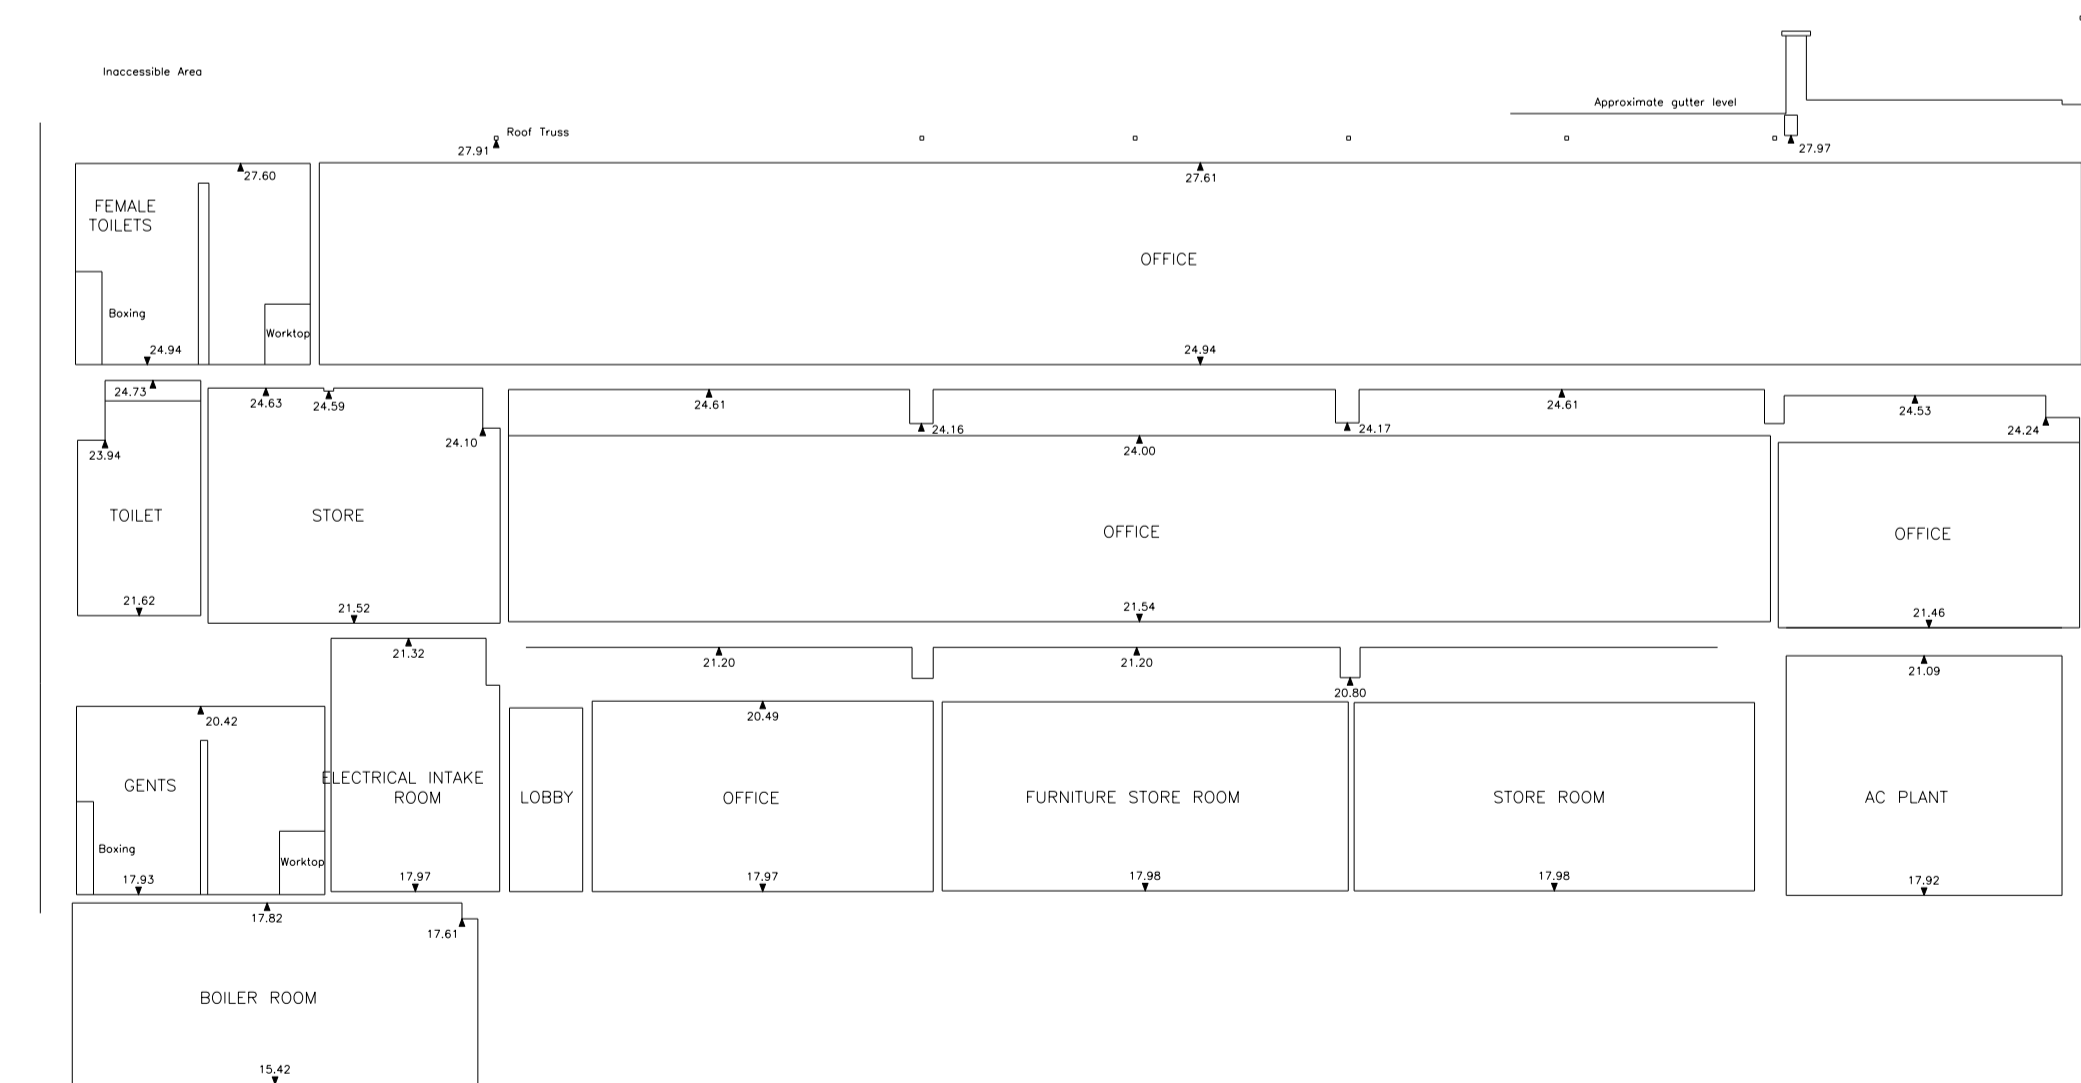 Inaccessible Area
Approximate gutter level
Roof Truss
27.91
27.97
27.60
27.61
FEMALE
TOILETS
OFFICE
Boxing
Worktop
24.94
24.94
24.73
24.63
24.59
24.61
24.61
24.53
24.16
24.17
24.24
24.10
23.94
24.00
TOILET
STORE
OFFICE
OFFICE
21.62
21.52
21.54
21.46
21.32
21.20
21.20
21.09
20.80
20.42
20.49
GENTS
ELECTRICAL INTAKE
ROOM
LOBBY
OFFICE
FURNITURE STORE ROOM
STORE ROOM
AC PLANT
Boxing
Worktop
17.93
17.97
17.97
17.98
17.98
17.92
17.82
17.61
BOILER ROOM
15.42